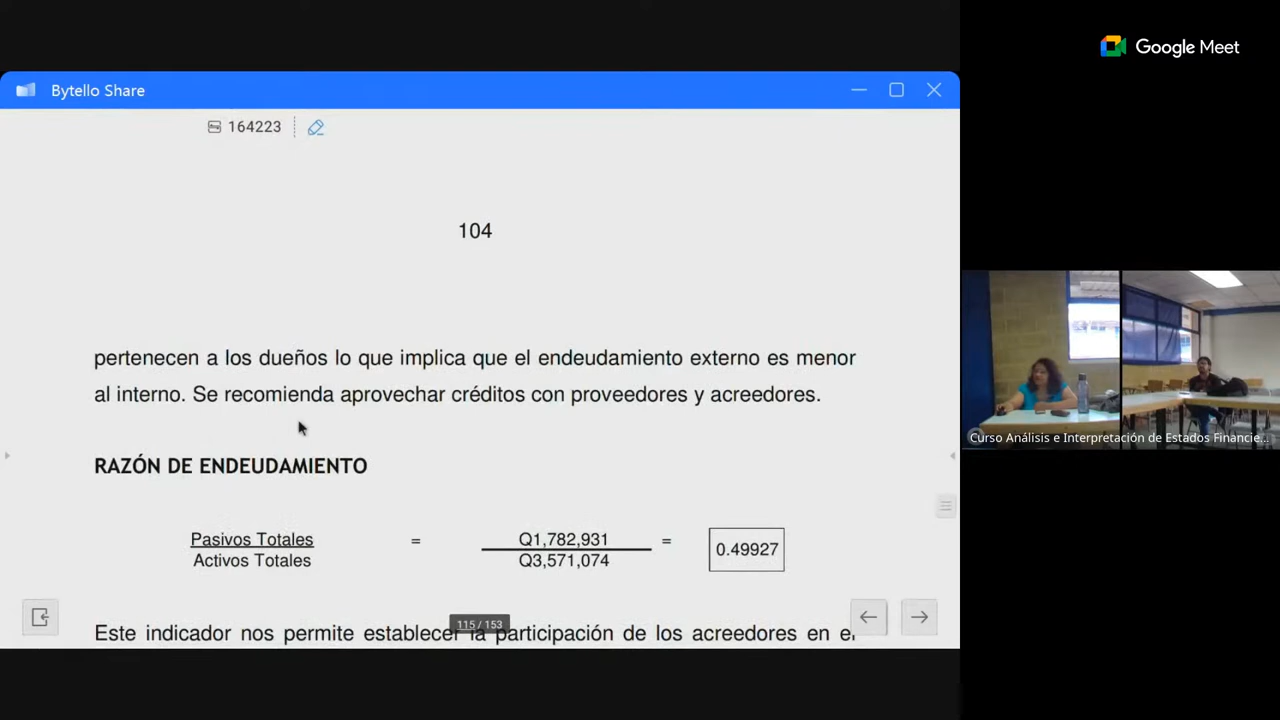 Google Meet
Bytello Share
164223
104
pertenecen a los dueños lo que implica que el endeudamiento externo es menor
al interno. Se recomienda aprovechar créditos con proveedores y acreedores.
RAZÓN DE ENDEUDAMIENTO
Pasivos Totales = Q1,782,931 = 0.49927
Activos Totales Q3,571,074
115 / 153
Este indicador nos permite establecer la participación de los acreedores en el
Curso Análisis e Interpretación de Estados Financie...